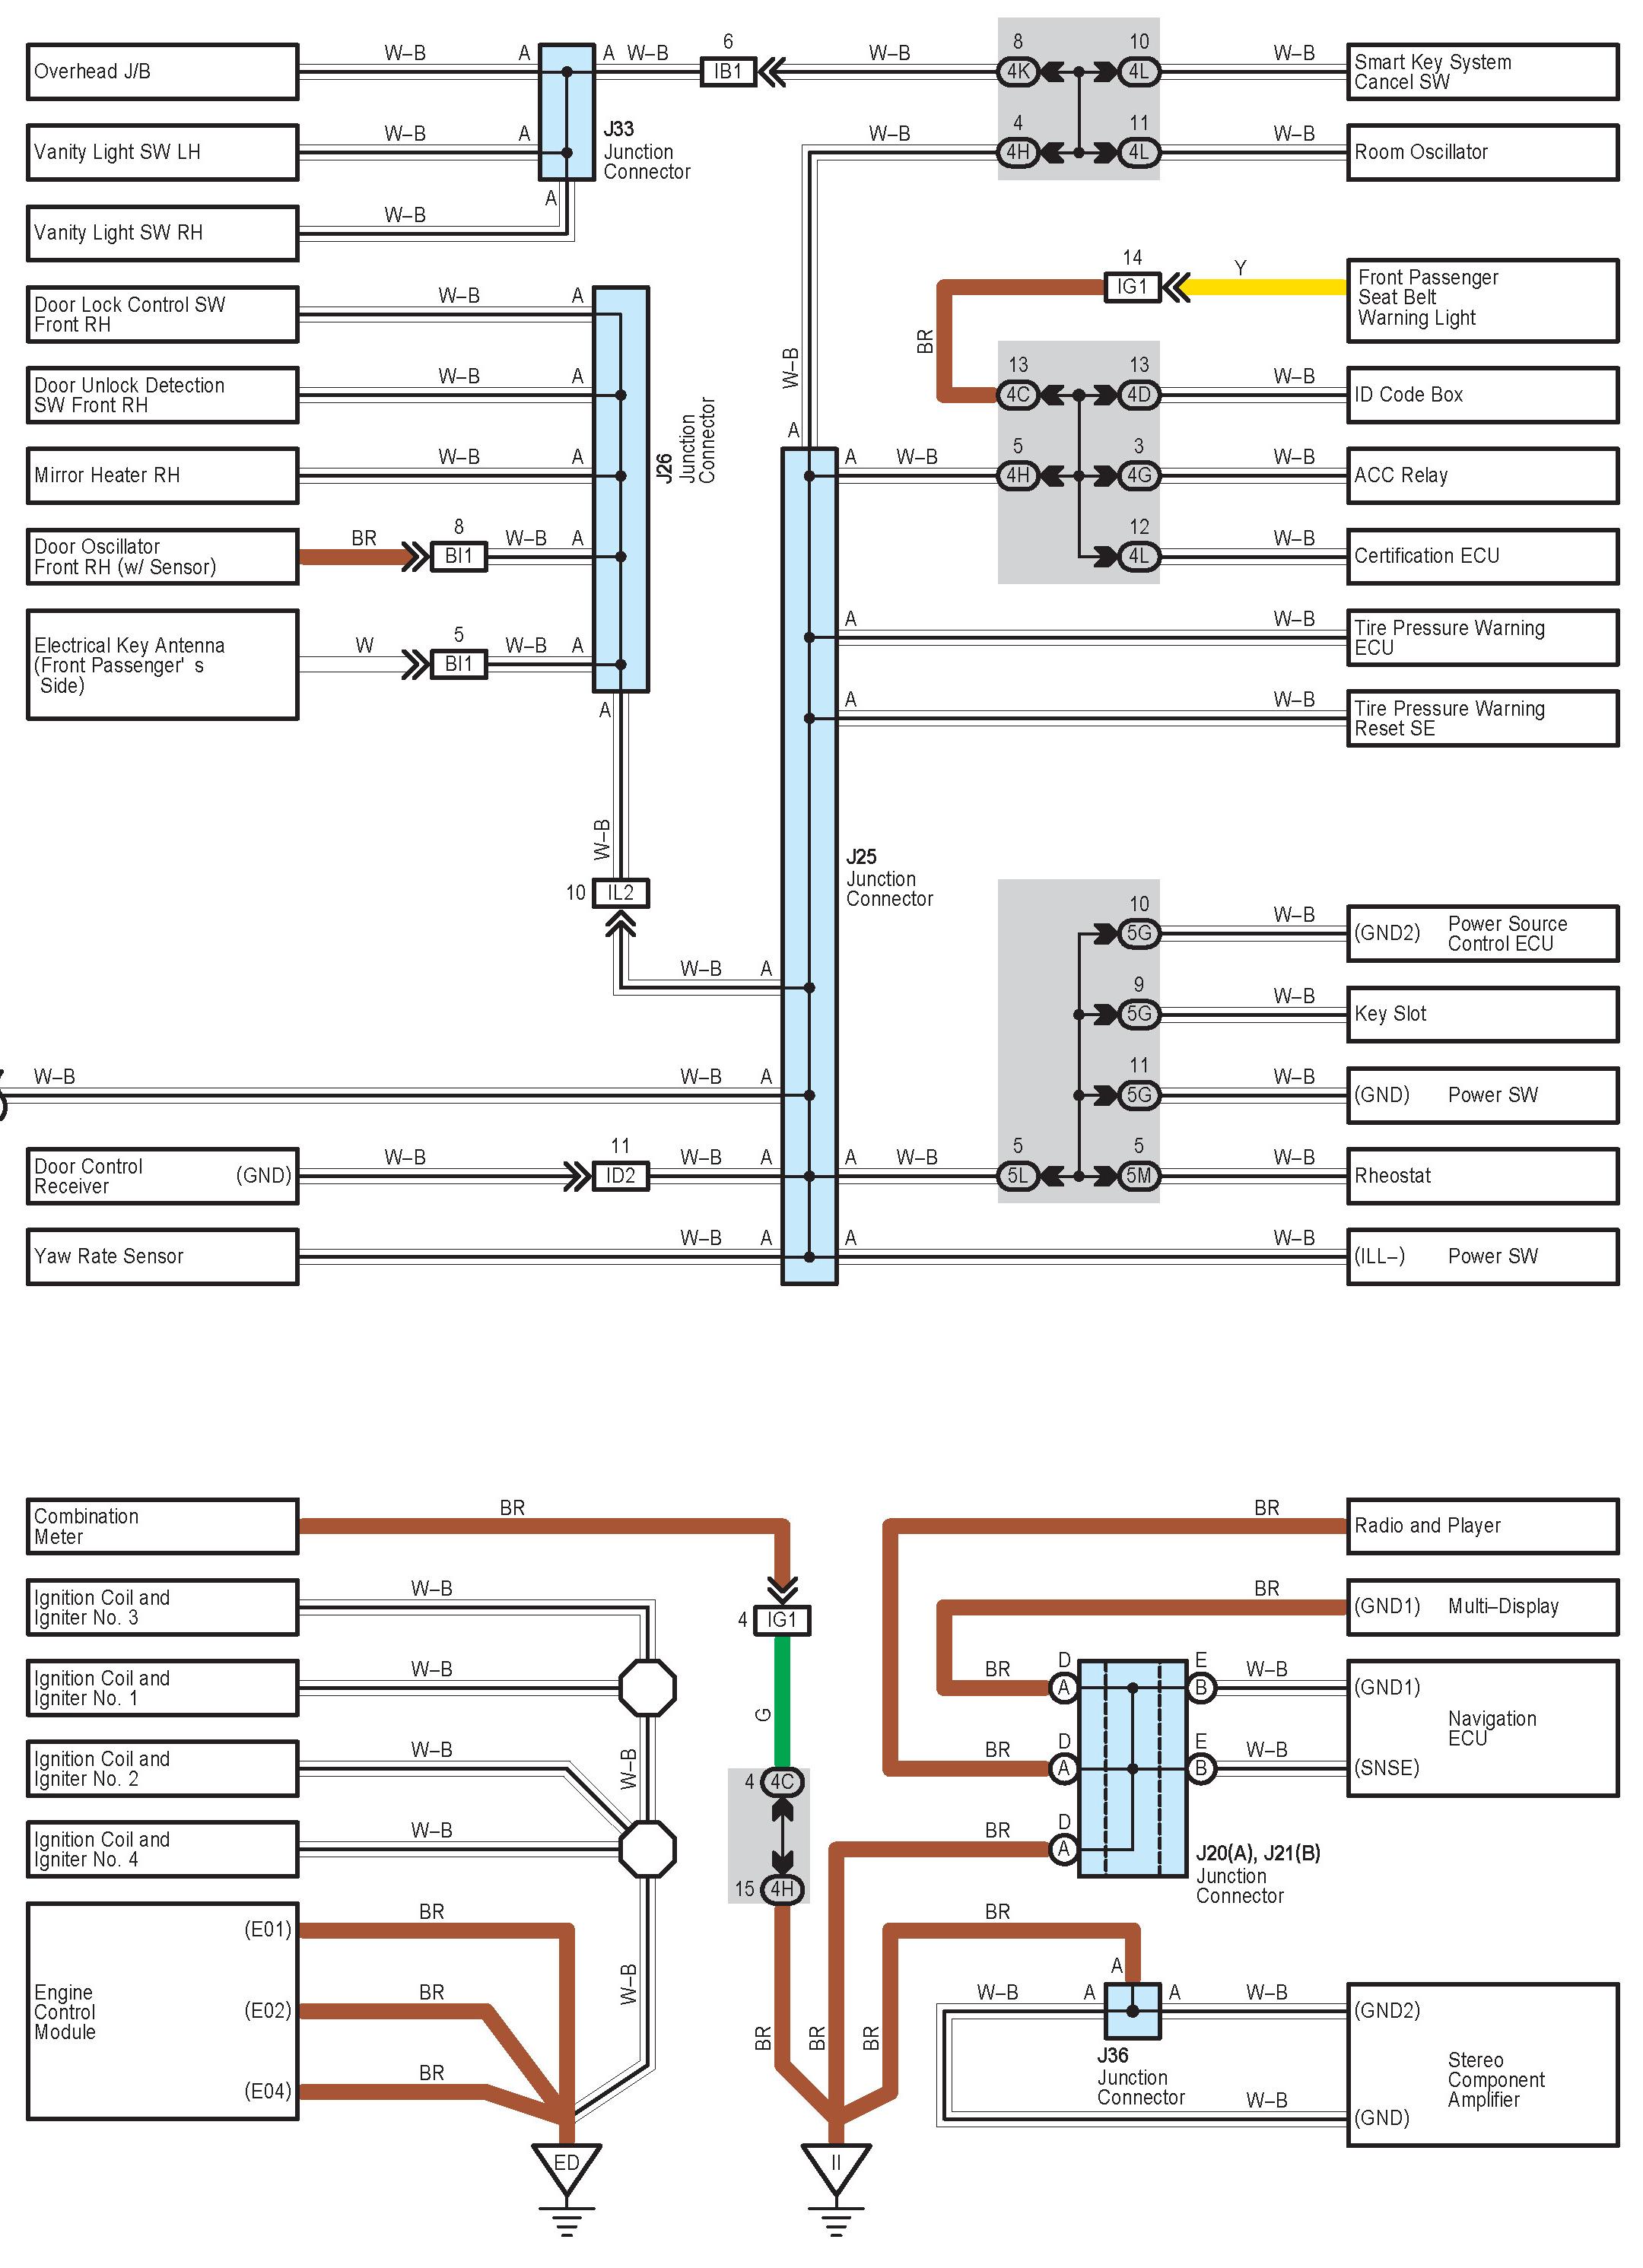 W–B A A W–B 6 W–B 8 10 W–B
Overhead J/B IB1 4K 4L Smart Key System
Cancel SW
W–B A J33 W–B 4 11 W–B
Vanity Light SW LH Junction 4H 4L Room Oscillator
Connector
W–B A
Vanity Light SW RH
14 Y
IG1 Front Passenger
Seat Belt
Warning Light
W–B A
Door Lock Control SW
Front RH
BR W–B
13 13 W–B
4C 4D ID Code Box
W–B A
Door Unlock Detection
SW Front RH
J26
Junction
Connector
A
W–B A
Mirror Heater RH
A W–B 5 3 W–B
4H 4G ACC Relay
BR 8 W–B A
Door Oscillator
Front RH (w/ Sensor) BI1
12 W–B
4L Certification ECU
W 5 W–B A
Electrical Key Antenna
(Front Passenger' s
Side) BI1
A W–B
Tire Pressure Warning
ECU
A
A W–B
Tire Pressure Warning
Reset SE
W–B
10 IL2
J25
Junction
Connector
10 W–B
5G (GND2) Power Source
Control ECU
W–B A
9 W–B
5G Key Slot
W–B W–B A
11 W–B
5G (GND) Power SW
W–B 11 W–B A A W–B 5 5 W–B
Door Control
Receiver (GND) ID2 5L 5M Rheostat
W–B A A W–B
Yaw Rate Sensor (ILL–) Power SW
BR BR
Combination
Meter Radio and Player
W–B BR
Ignition Coil and
Igniter No. 3 4 IG1 (GND1) Multi–Display
W–B BR D E W–B
Ignition Coil and
Igniter No. 1 A B (GND1)
G Navigation
ECU
W–B W–B BR D E W–B
Ignition Coil and
Igniter No. 2 4 4C A B (SNSE)
W–B BR D
Ignition Coil and
Igniter No. 4 A J20(A), J21(B)
Junction
Connector
15 4H
BR BR
(E01)
W–B A
Engine
Control
Module
BR W–B A A W–B
(E02) (GND2)
BR BR BR
J36
Junction
Connector
Stereo
Component
Amplifier
BR W–B
(E04) (GND)
ED II